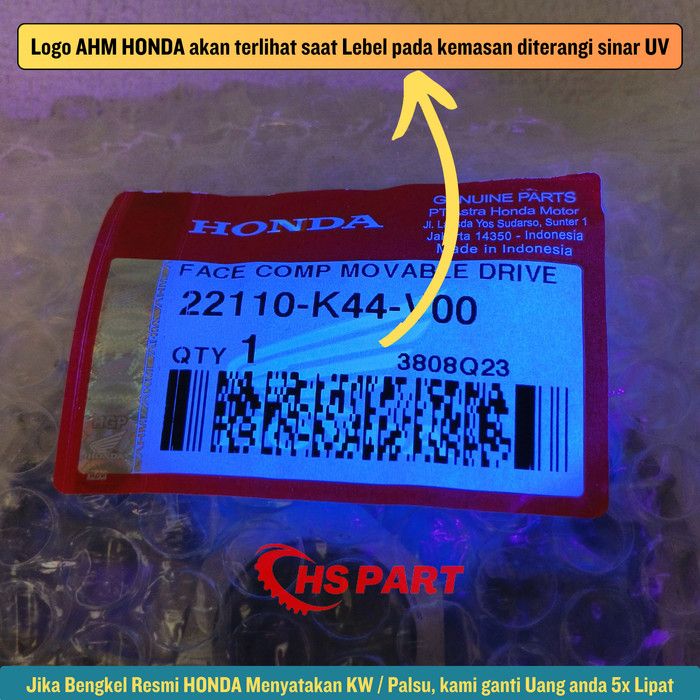 Logo AHM HONDA akan terlihat saat Lebel pada kemasan diterangi sinar UV
GENUINE PARTS
HONDA
PT Astra Honda Motor
Jl. Laksda Yos Sudarso, Sunter 1
Jakarta 14350 - Indonesia
Made in Indonesia
FACE COMP MOVABLE DRIVE
22110-K44-V00
QTY 1
3808Q23
HGP
HONDA
HS PART
Jika Bengkel Resmi HONDA Menyatakan KW / Palsu, kami ganti Uang anda 5x Lipat